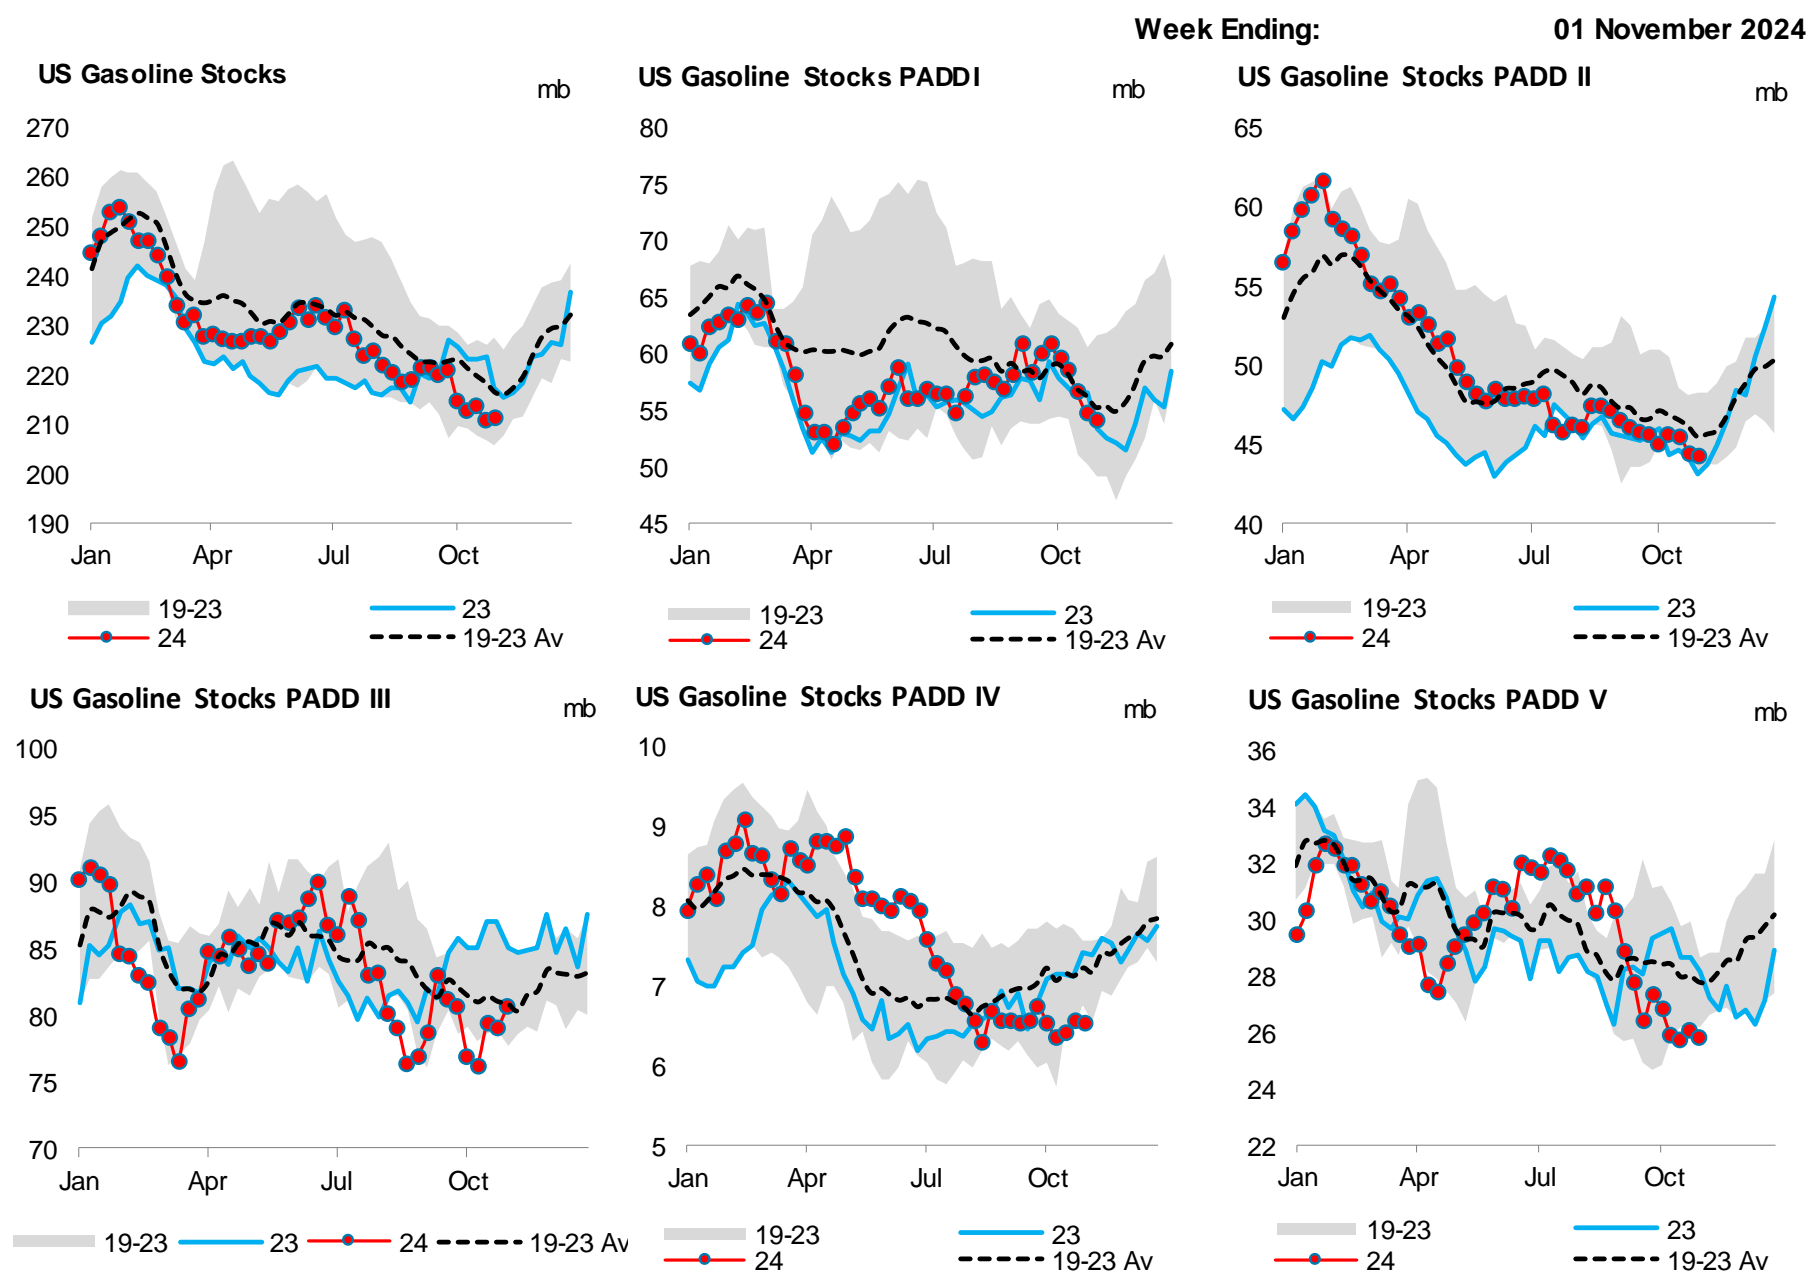 Week Ending: 01 November 2024
US Gasoline Stocks
mb
270
260
250
240
230
220
210
200
190
Jan Apr Jul Oct
19-23 23
24 19-23 Av
US Gasoline Stocks PADD I
mb
80
75
70
65
60
55
50
45
Jan Apr Jul Oct
19-23 23
24 19-23 Av
US Gasoline Stocks PADD II
mb
65
60
55
50
45
40
Jan Apr Jul Oct
19-23 23
24 19-23 Av
US Gasoline Stocks PADD III
mb
100
95
90
85
80
75
70
Jan Apr Jul Oct
19-23 23 24 19-23 Av
US Gasoline Stocks PADD IV
mb
10
9
8
7
6
5
Jan Apr Jul Oct
19-23 23
24 19-23 Av
US Gasoline Stocks PADD V
mb
36
34
32
30
28
26
24
22
Jan Apr Jul Oct
19-23 23
24 19-23 Av